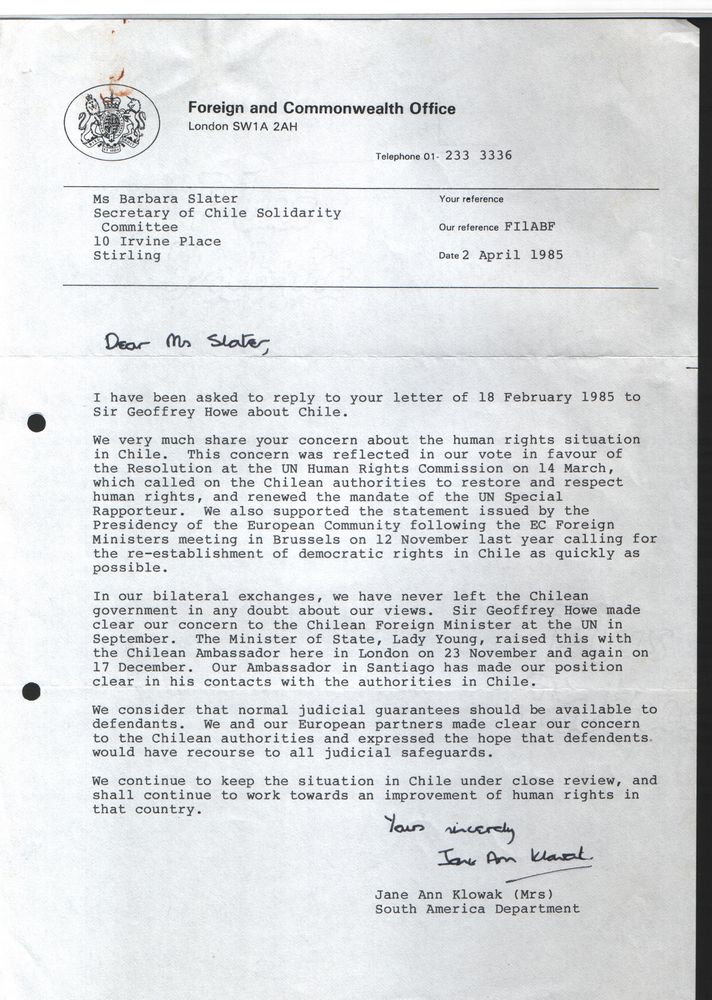 Foreign and Commonwealth Office
London SW1A 2AH
Telephone 01- 233 3336
Ms Barbara Slater
Secretary of Chile Solidarity
Committee
10 Irvine Place
Stirling
Your reference
Our reference FI1ABF
Date 2 April 1985
Dear Ms Slater,
I have been asked to reply to your letter of 18 February 1985 to
Sir Geoffrey Howe about Chile.
We very much share your concern about the human rights situation
in Chile. This concern was reflected in our vote in favour of
the Resolution at the UN Human Rights Commission on 14 March,
which called on the Chilean authorities to restore and respect
human rights, and renewed the mandate of the UN Special
Rapporteur. We also supported the statement issued by the
Presidency of the European Community following the EC Foreign
Ministers meeting in Brussels on 12 November last year calling for
the re-establishment of democratic rights in Chile as quickly as
possible.
In our bilateral exchanges, we have never left the Chilean
government in any doubt about our views. Sir Geoffrey Howe made
clear our concern to the Chilean Foreign Minister at the UN in
September. The Minister of State, Lady Young, raised this with
the Chilean Ambassador here in London on 23 November and again on
17 December. Our Ambassador in Santiago has made our position
clear in his contacts with the authorities in Chile.
We consider that normal judicial guarantees should be available to
defendants. We and our European partners made clear our concern
to the Chilean authorities and expressed the hope that defendents
would have recourse to all judicial safeguards.
We continue to keep the situation in Chile under close review, and
shall continue to work towards an improvement of human rights in
that country.
Yours sincerely
Jane Ann Klowak
Jane Ann Klowak (Mrs)
South America Department